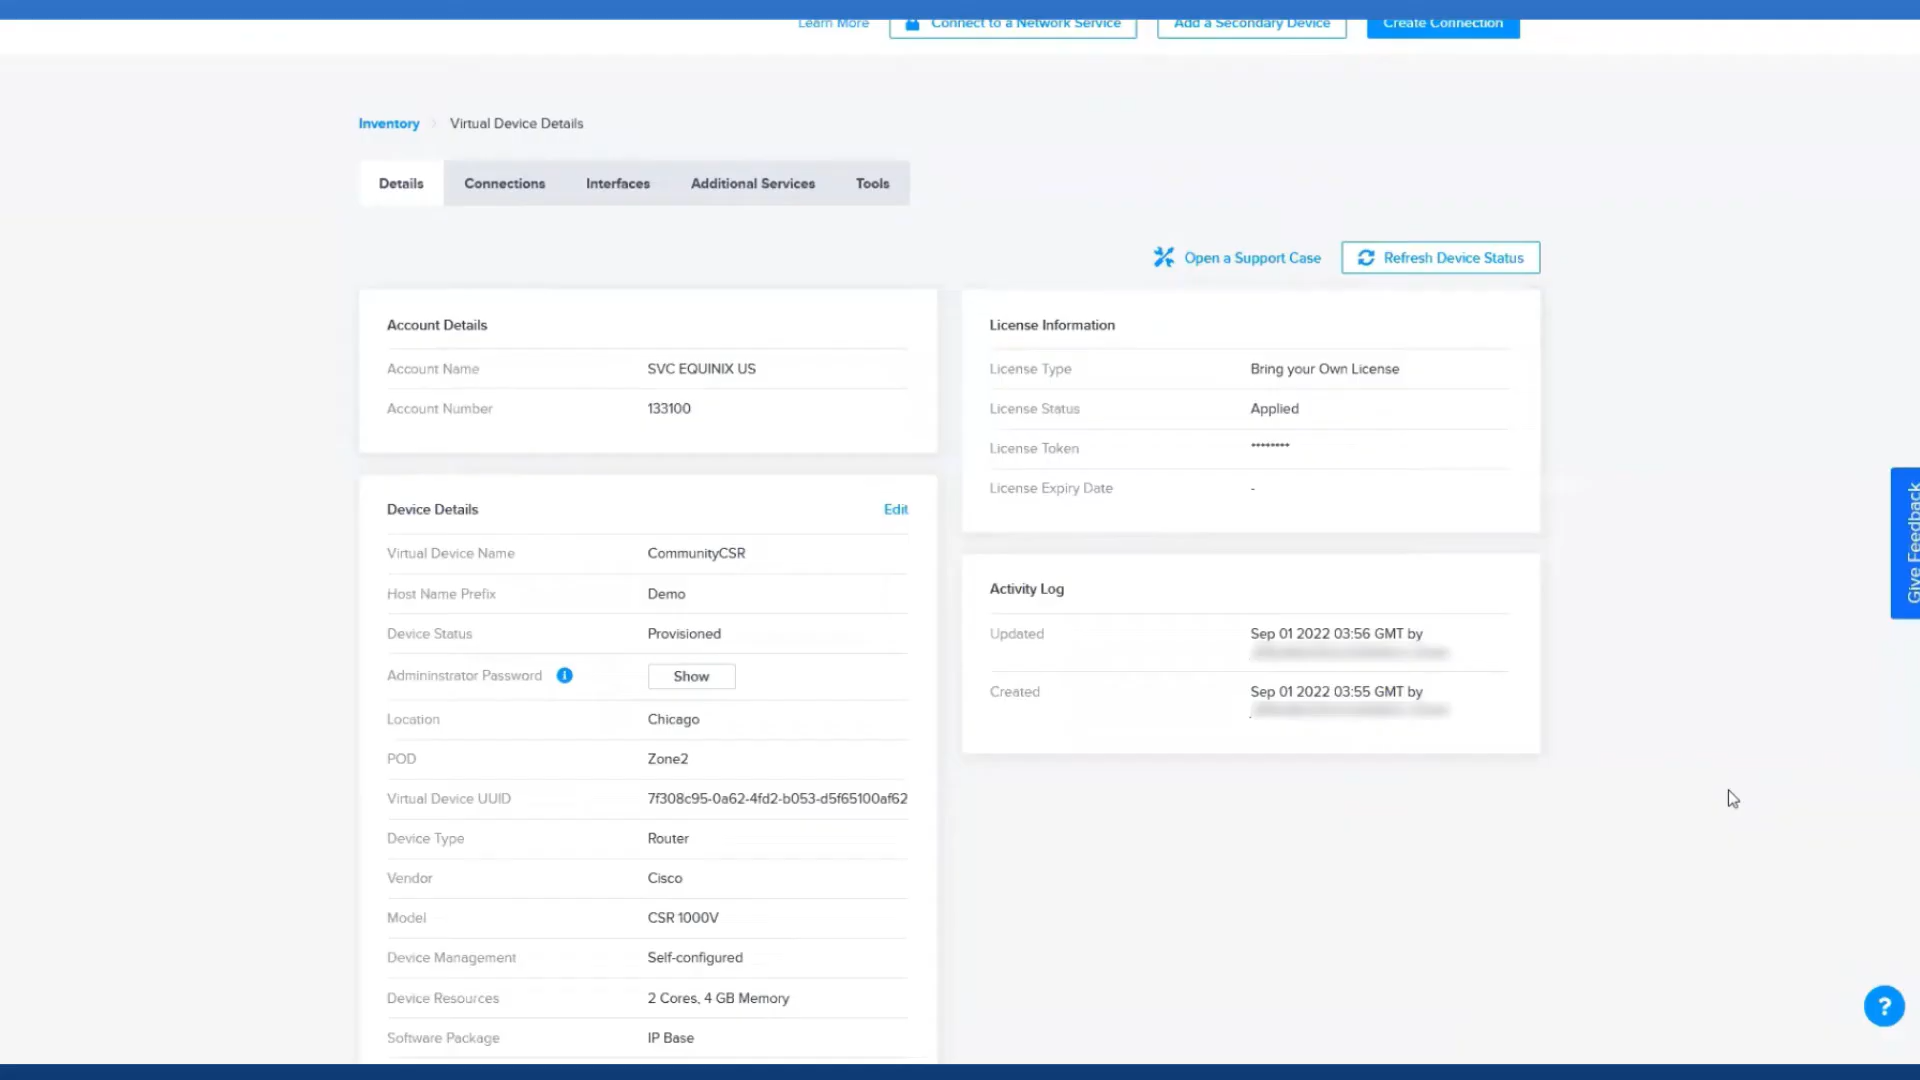 Learn More
Connect to a Network Service
Add a Secondary Device
Create Connection
Inventory
Virtual Device Details
Details
Connections
Interfaces
Additional Services
Tools
Open a Support Case
Refresh Device Status
Account Details
Account Name SVC EQUINIX US
Account Number 133100
Device Details Edit
Virtual Device Name CommunityCSR
Host Name Prefix Demo
Device Status Provisioned
Admininstrator Password Show
Location Chicago
POD Zone2
Virtual Device UUID 7f308c95-0a62-4fd2-b053-d5f65100af62
Device Type Router
Vendor Cisco
Model CSR 1000V
Device Management Self-configured
Device Resources 2 Cores, 4 GB Memory
Software Package IP Base
License Information
License Type Bring your Own License
License Status Applied
License Token ********
License Expiry Date -
Activity Log
Updated Sep 01 2022 03:56 GMT by
Created Sep 01 2022 03:55 GMT by
Give Feedback
?